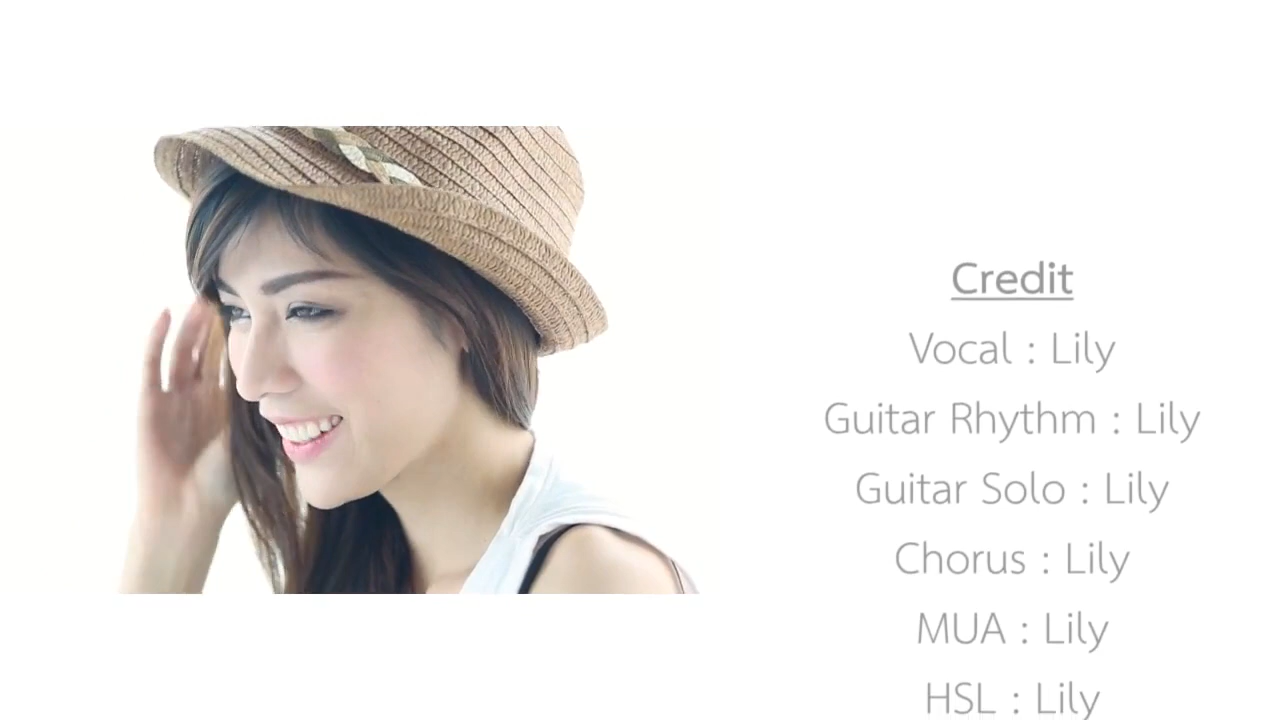 Credit
Vocal : Lily
Guitar Rhythm : Lily
Guitar Solo : Lily
Chorus : Lily
MUA : Lily
HSL : Lily